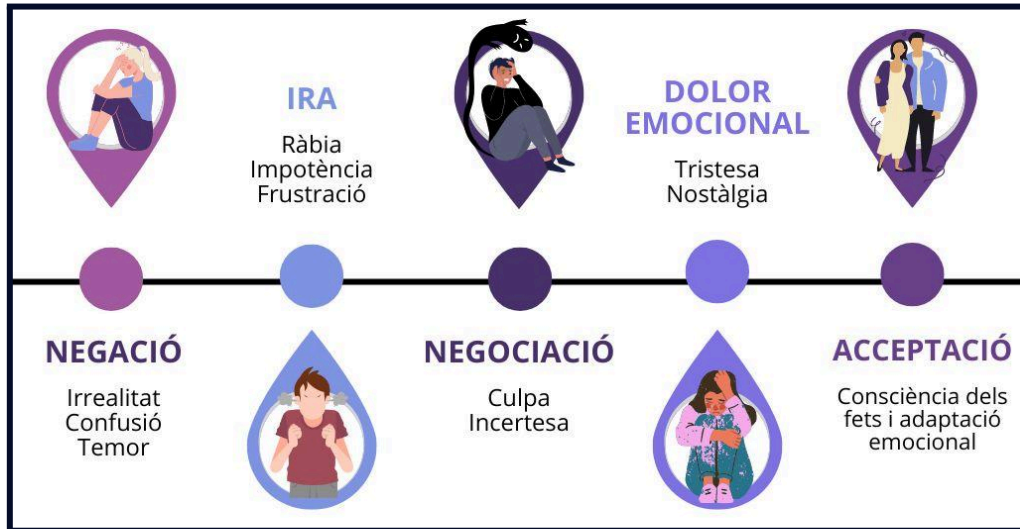 NEGACIÓ
Irrealitat
Confusió
Temor
IRA
Ràbia
Impotència
Frustració
NEGOCIACIÓ
Culpa
Incertesa
DOLOR
EMOCIONAL
Tristesa
Nostàlgia
ACCEPTACIÓ
Consciència dels
fets i adaptació
emocional